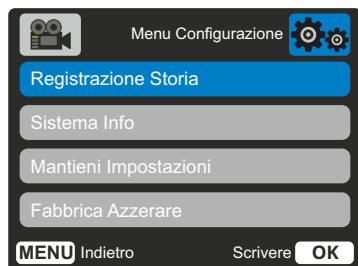 Menu Configurazione
Registrazione Storia
Sistema Info
Mantieni Impostazioni
Fabbrica Azzerare
MENU Indietro Scrivere OK